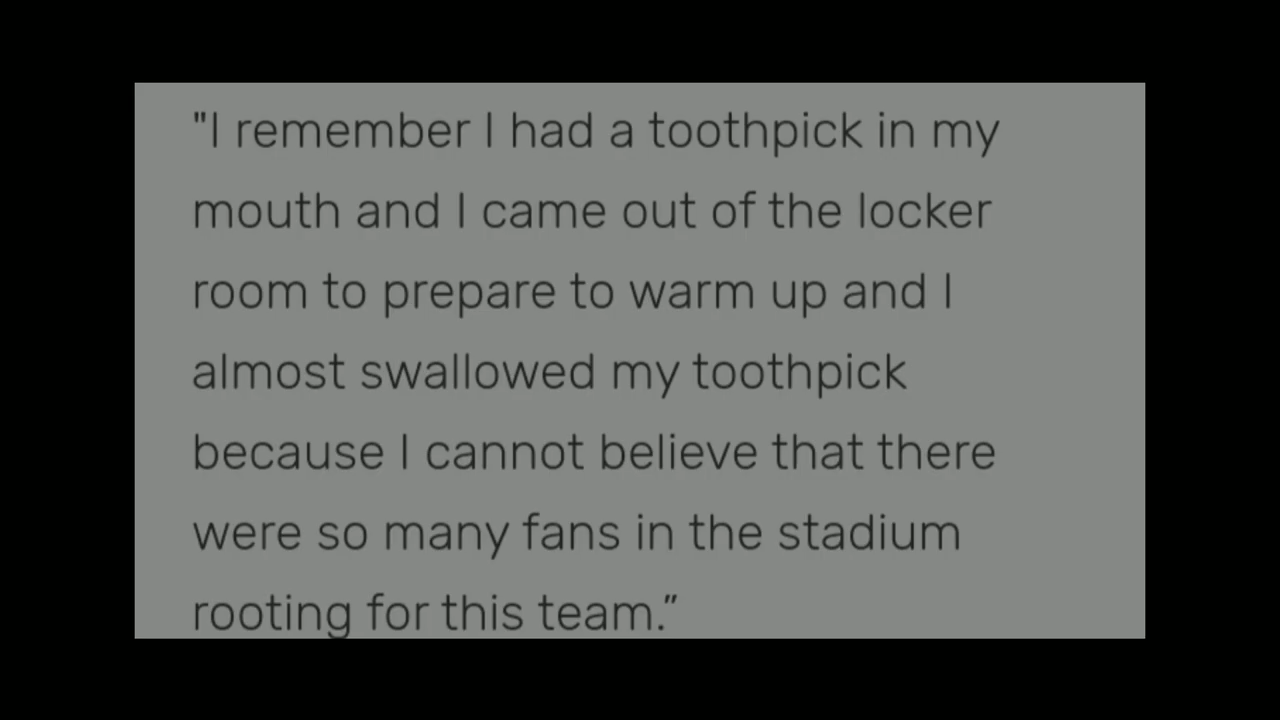 "I remember I had a toothpick in my
mouth and I came out of the locker
room to prepare to warm up and I
almost swallowed my toothpick
because I cannot believe that there
were so many fans in the stadium
rooting for this team.”